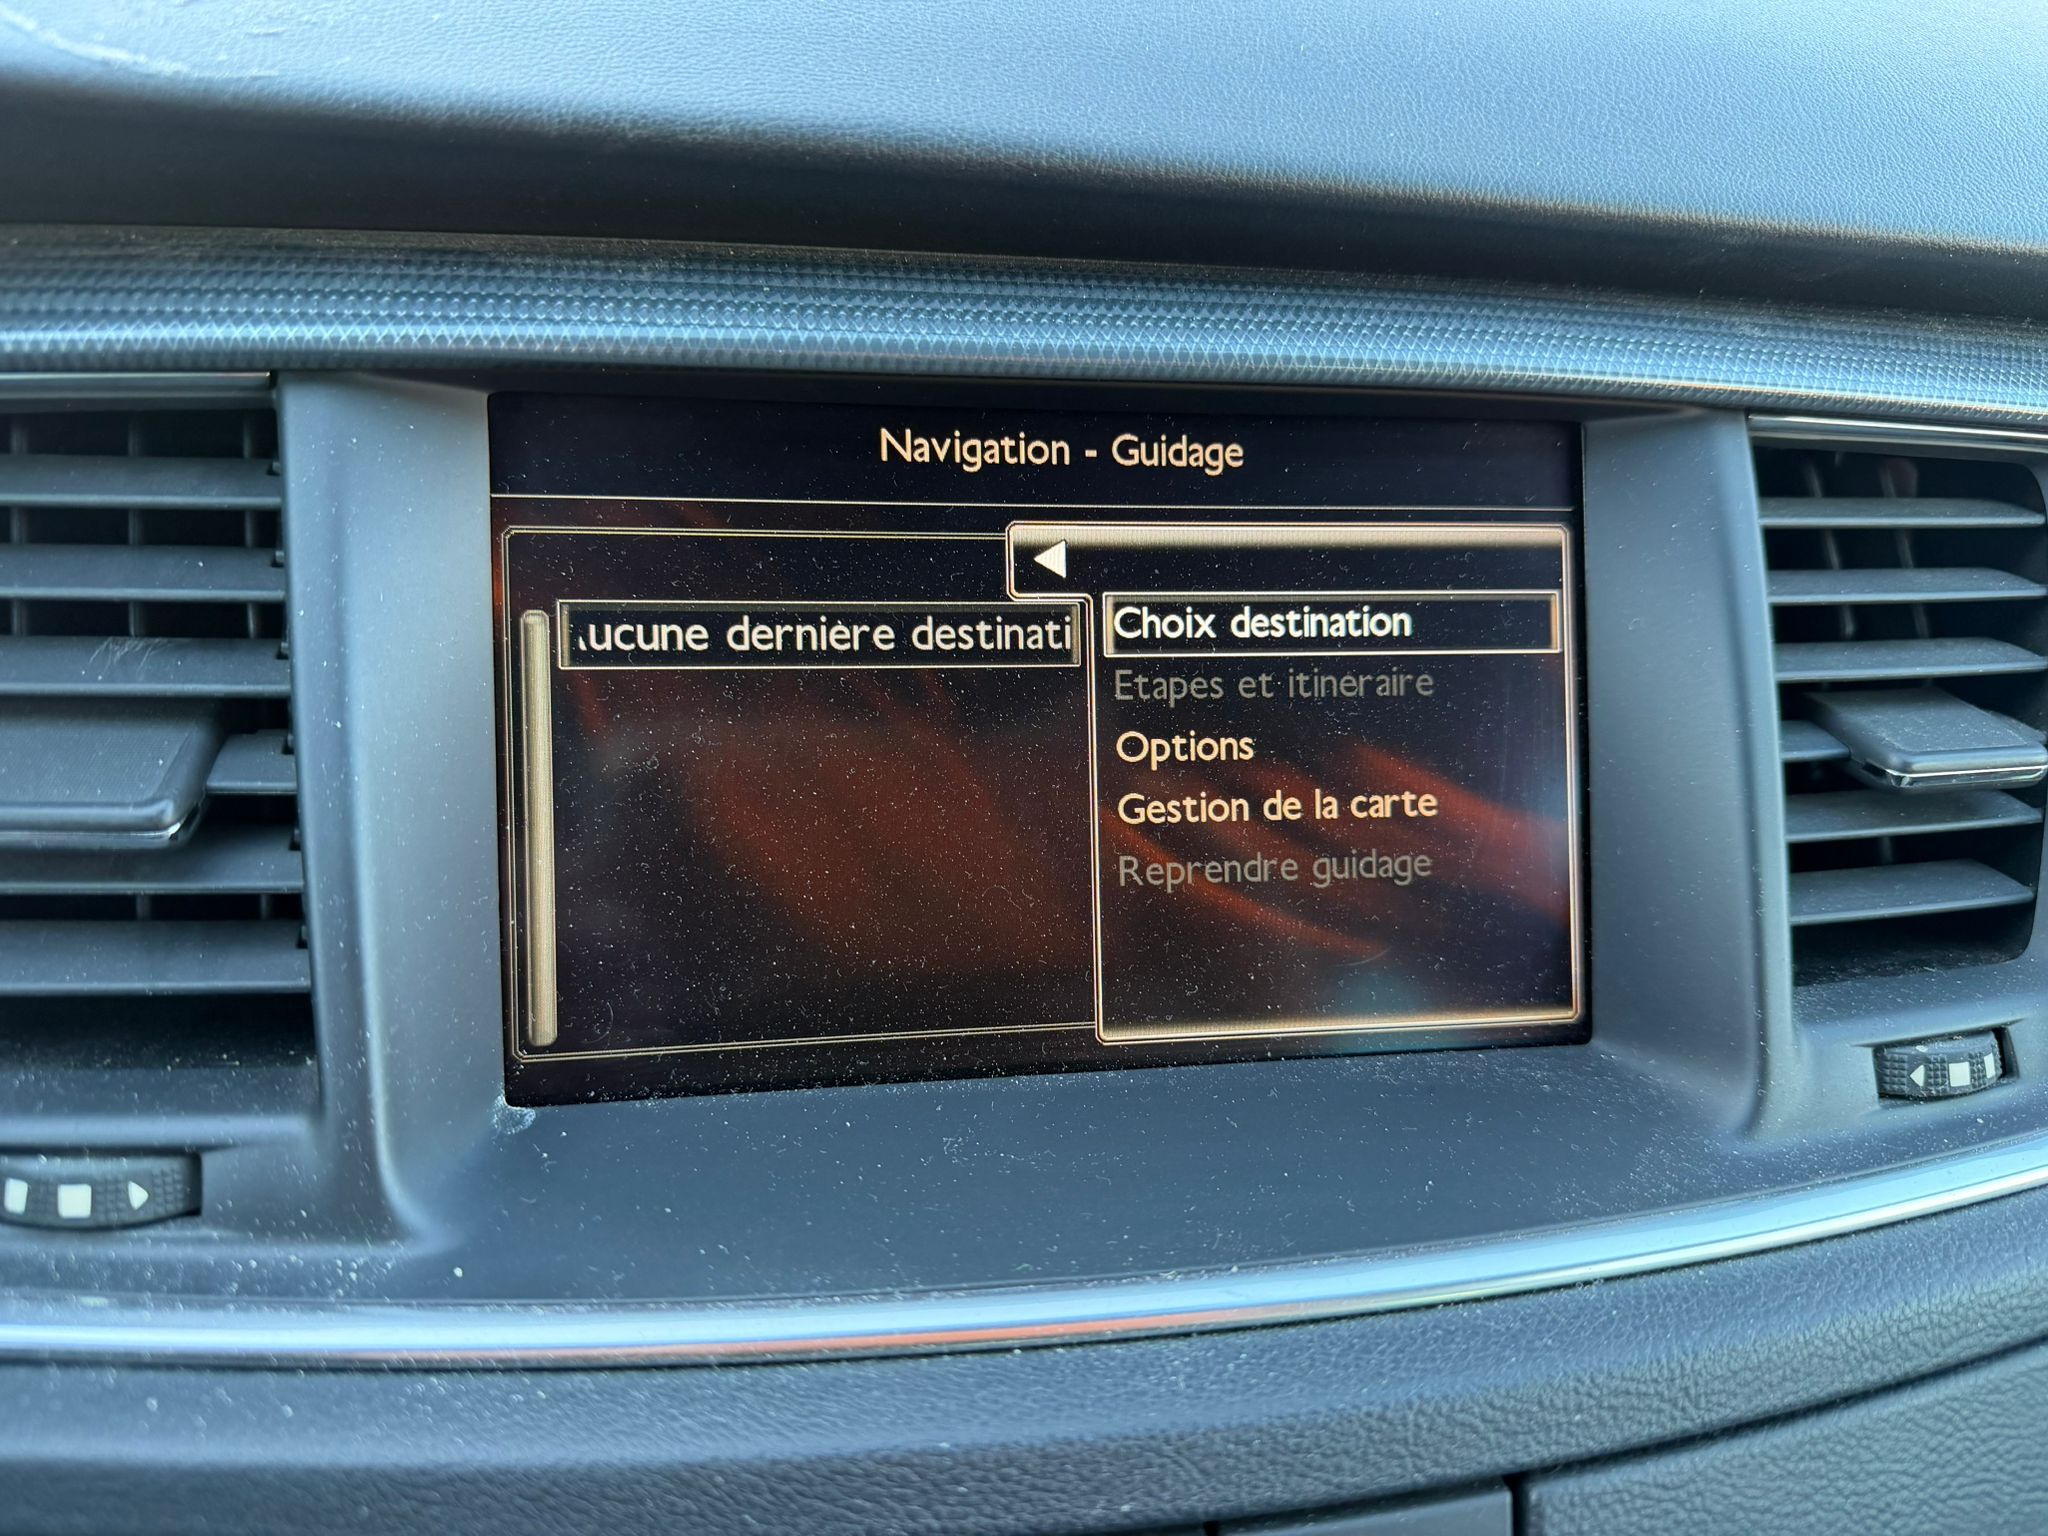 Navigation - Guidage
ucune dernière destinati
Choix destination
Etapes et itinéraire
Options
Gestion de la carte
Reprendre guidage